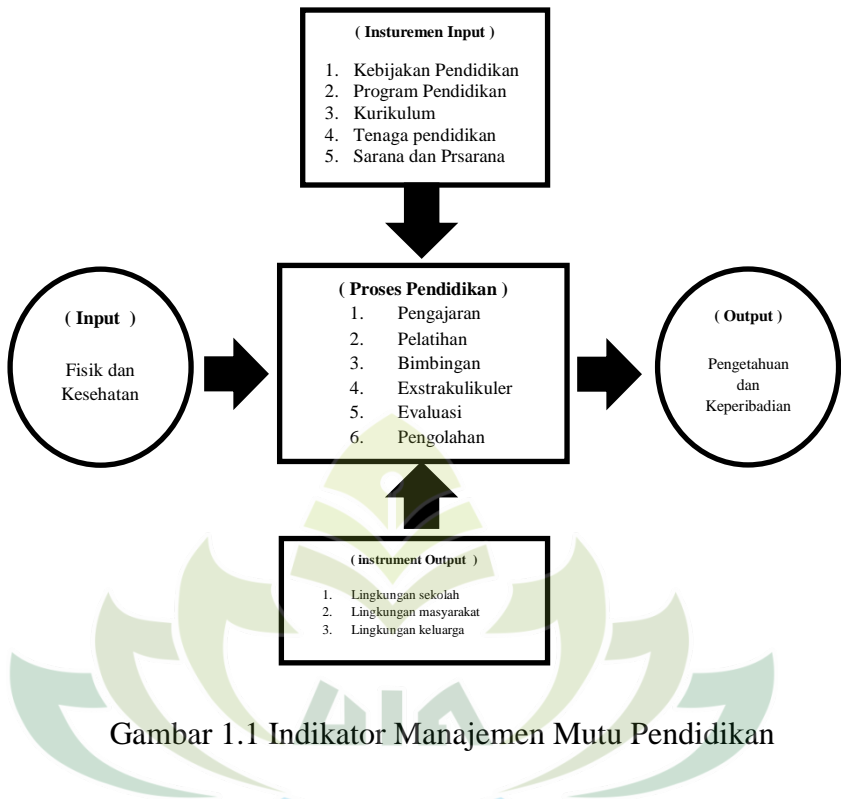 ( Insturemen Input )
1. Kebijakan Pendidikan
2. Program Pendidikan
3. Kurikulum
4. Tenaga pendidikan
5. Sarana dan Prsarana
( Input )
Fisik dan
Kesehatan
( Proses Pendidikan )
1. Pengajaran
2. Pelatihan
3. Bimbingan
4. Exstrakulikuler
5. Evaluasi
6. Pengolahan
( Output )
Pengetahuan
dan
Keperibadian
( instrument Output )
1. Lingkungan sekolah
2. Lingkungan masyarakat
3. Lingkungan keluarga
Gambar 1.1 Indikator Manajemen Mutu Pendidikan